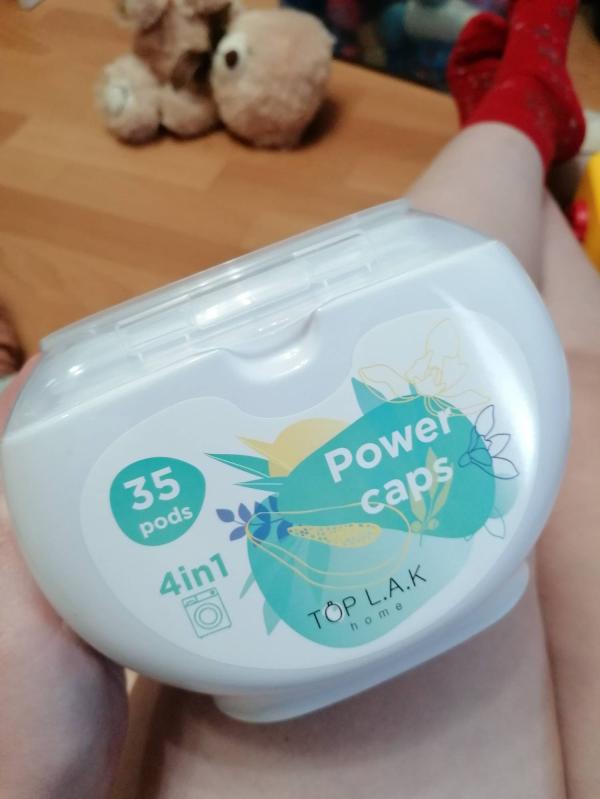 Power
caps
35
pods
4in1
TOP L.A.K
home